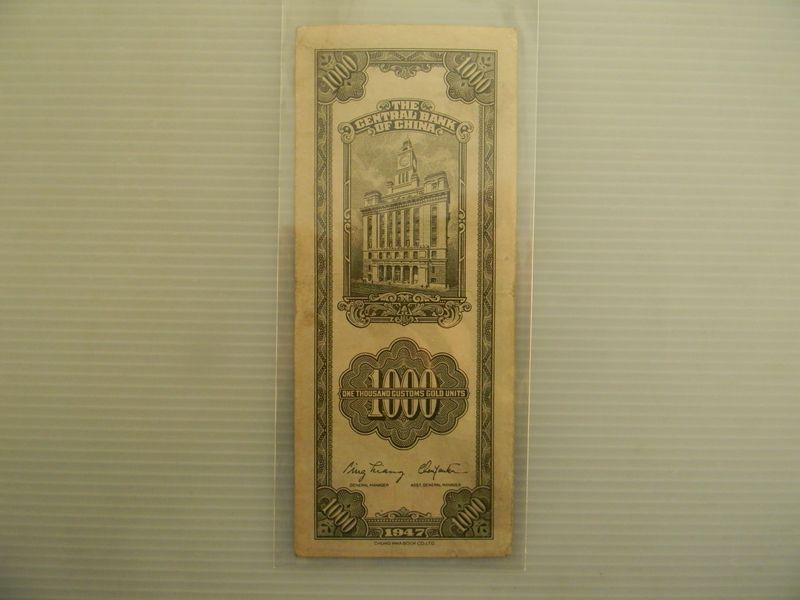 1000 1000
THE
CENTRAL BANK
OF CHINA
1000
ONE THOUSAND CUSTOMS GOLD UNITS
GENERAL MANAGER ASST. GENERAL MANAGER
1000 1000
1947
CHUNG HWA BOOK CO., LTD.